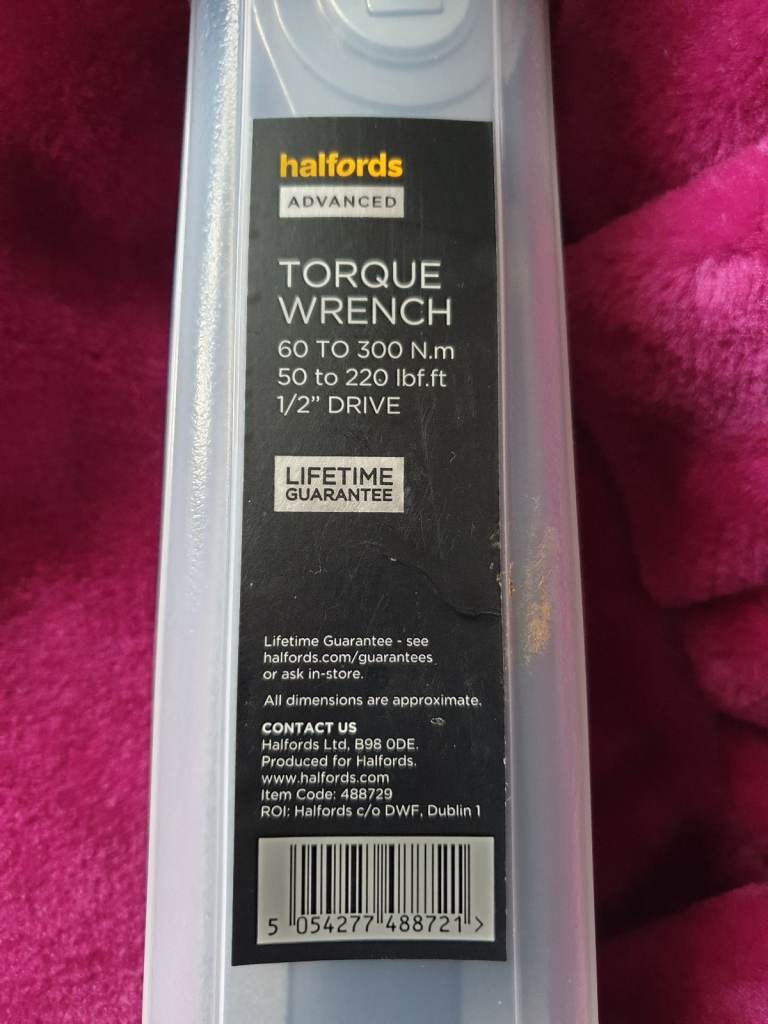 halfords
ADVANCED
TORQUE
WRENCH
60 TO 300 N.m
50 to 220 lbf.ft
1/2” DRIVE
LIFETIME
GUARANTEE
Lifetime Guarantee - see
halfords.com/guarantees
or ask in-store.
All dimensions are approximate.
CONTACT US
Halfords Ltd, B98 0DE.
Produced for Halfords.
www.halfords.com
Item Code: 488729
ROI: Halfords c/o DWF, Dublin 1
5 054277 488721 >